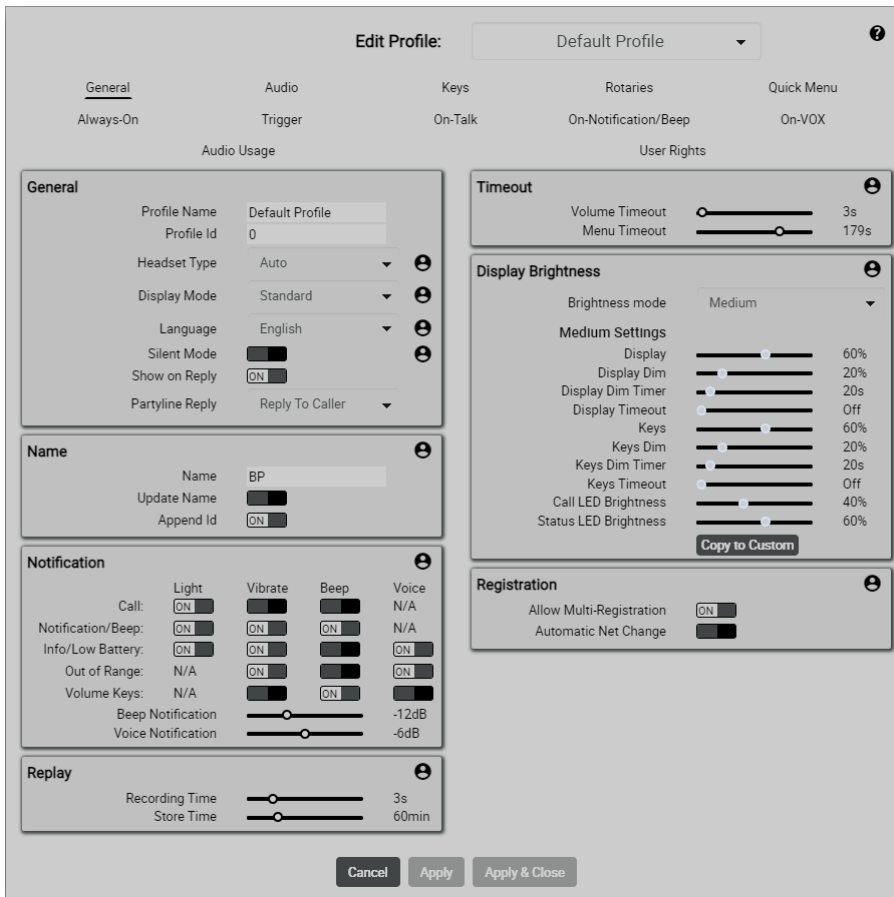 Edit Profile: Default Profile
General Audio Keys Rotaries Quick Menu
Always-On Trigger On-Talk On-Notification/Beep On-VOX
Audio Usage User Rights
General
Profile Name Default Profile
Profile Id 0
Headset Type Auto
Display Mode Standard
Language English
Silent Mode
Show on Reply ON
Partyline Reply Reply To Caller
Name
Name BP
Update Name
Append Id ON
Notification
Light Vibrate Beep Voice
Call: ON N/A
Notification/Beep: ON ON ON N/A
Info/Low Battery: ON ON ON
Out of Range: N/A ON ON
Volume Keys: N/A ON
Beep Notification -12dB
Voice Notification -6dB
Replay
Recording Time 3s
Store Time 60min
Timeout
Volume Timeout 3s
Menu Timeout 179s
Display Brightness
Brightness mode Medium
Medium Settings
Display 60%
Display Dim 20%
Display Dim Timer 20s
Display Timeout Off
Keys 60%
Keys Dim 20%
Keys Dim Timer 20s
Keys Timeout Off
Call LED Brightness 40%
Status LED Brightness 60%
Copy to Custom
Registration
Allow Multi-Registration ON
Automatic Net Change
Cancel Apply Apply & Close